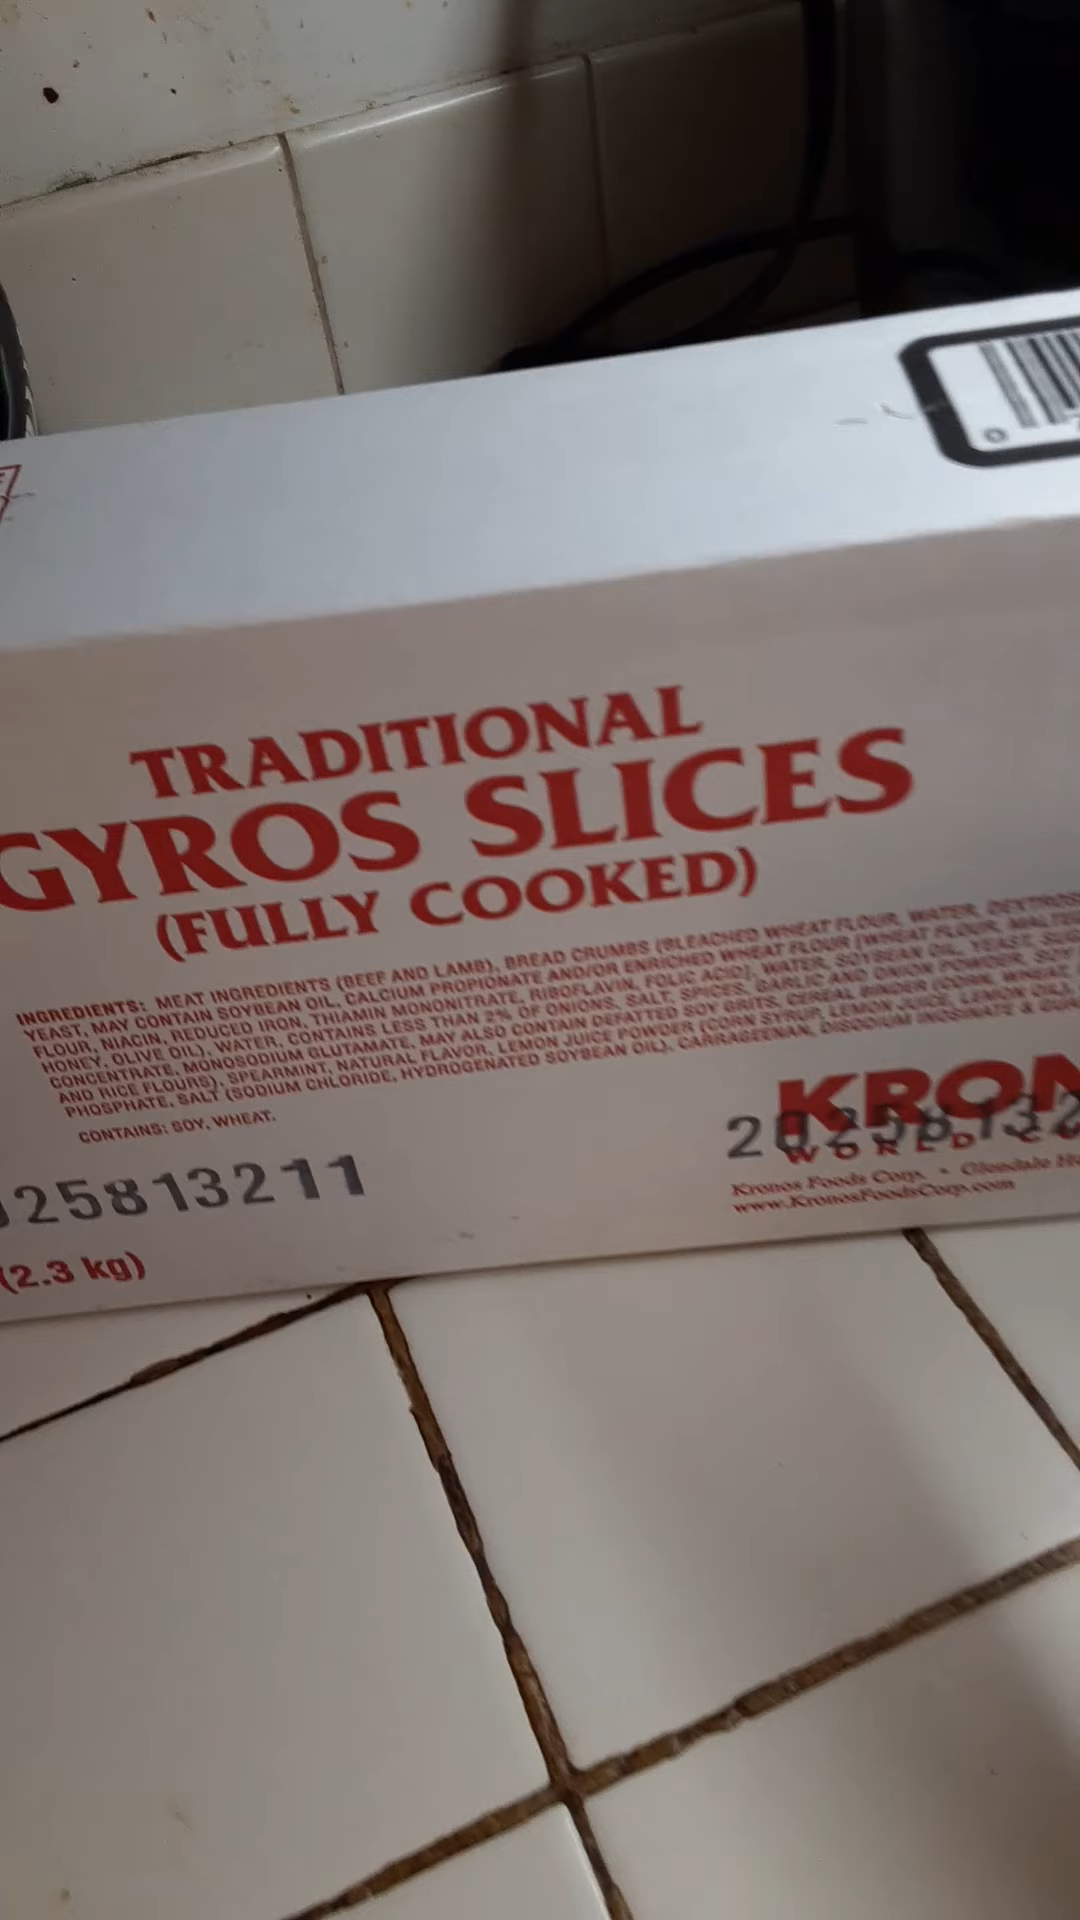 0
TRADITIONAL
GYROS SLICES
(FULLY COOKED)
INGREDIENTS: MEAT INGREDIENTS (BEEF AND LAMB), BREAD CRUMBS (BLEACHED WHEAT FLOUR, WATER,
YEAST, MAY CONTAIN SOYBEAN OIL, CALCIUM PROPIONATE AND/OR ENRICHED WHEAT FLOUR (WHEAT FLOUR,
FLOUR, NIACIN, REDUCED IRON, THIAMIN MONONITRATE, RIBOFLAVIN, FOLIC ACID), WATER, SOYBEAN OIL, YEAST,
HONEY, OLIVE OIL), WATER, CONTAINS LESS THAN 2% OF ONIONS, SALT, SPICES, GARLIC AND ONION POWDER,
CONCENTRATE, MONOSODIUM GLUTAMATE, MAY ALSO CONTAIN DEFATTED SOY GRITS, CEREAL BINDER (CORN, WHEAT
AND RICE FLOURS), SPEARMINT, NATURAL FLAVOR, LEMON JUICE POWDER (CORN SYRUP, LEMON JUICE, LEMON OIL),
PHOSPHATE, SALT (SODIUM CHLORIDE, HYDROGENATED SOYBEAN OIL), CARRAGEENAN, DISODIUM INOSINATE &
CONTAINS: SOY, WHEAT.
25813211
(2.3 kg)
KRON
20258132
WORLD
Kronos Foods Corp. • Glendale
www.KronosFoodsCorp.com